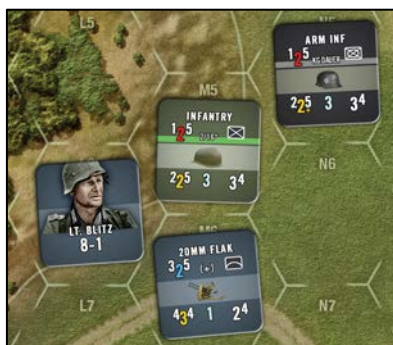 L5
ARM INF
1 2 5
KG BAUER
2 2 5 3 3 4
M5
INFANTRY
1 2 5
2 2 5 3 3 4
N6
LT. BLITZ
8-1
20MM FLAK
3 2 5 (+)
4 3 4 1 2 4
L7
N7